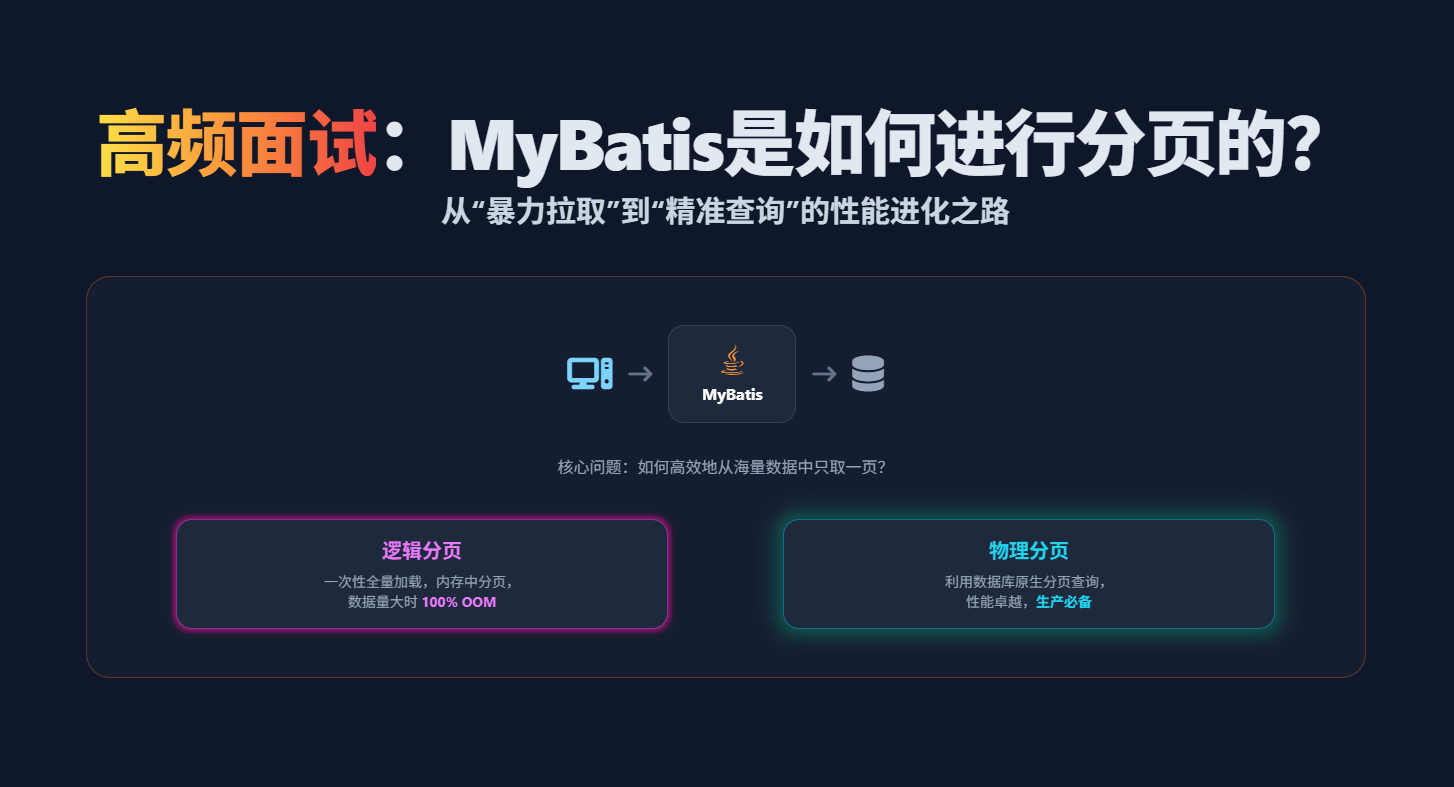 高频面试：MyBatis是如何进行分页的？
从“暴力拉取”到“精准查询”的性能进化之路
MyBatis
核心问题：如何高效地从海量数据中只取一页？
逻辑分页
一次性全量加载，内存中分页，
数据量大时 100% OOM
物理分页
利用数据库原生分页查询，
性能卓越，生产必备